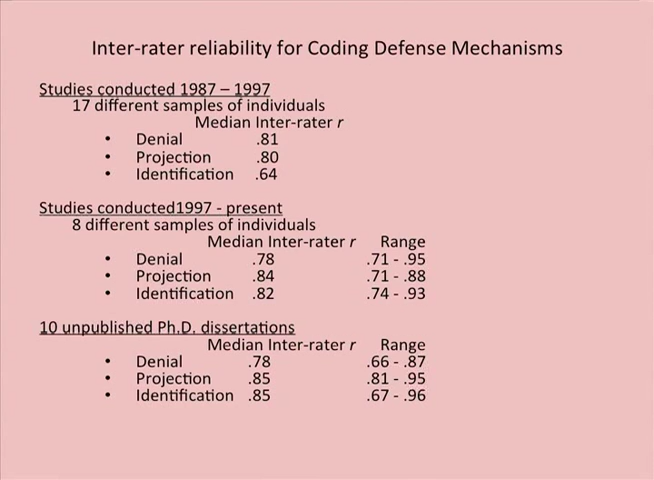 Inter-rater reliability for Coding Defense Mechanisms
Studies conducted 1987 – 1997
17 different samples of individuals
Median Inter-rater r
• Denial .81
• Projection .80
• Identification .64
Studies conducted1997 - present
8 different samples of individuals
Median Inter-rater r Range
• Denial .78 .71 - .95
• Projection .84 .71 - .88
• Identification .82 .74 - .93
10 unpublished Ph.D. dissertations
Median Inter-rater r Range
• Denial .78 .66 - .87
• Projection .85 .81 - .95
• Identification .85 .67 - .96